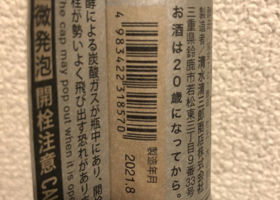 製造者／清水清三郎商店株式会社
三重県鈴鹿市若松東三丁目9番33号
お酒は20歳になってから。
4983422318570
製造年月
2021.8
酵による炭酸ガスが瓶中にあり、開
栓が勢いよく飛び出す恐れがあり
The cap may pop out when it is ope
微発泡 開栓注意 CA